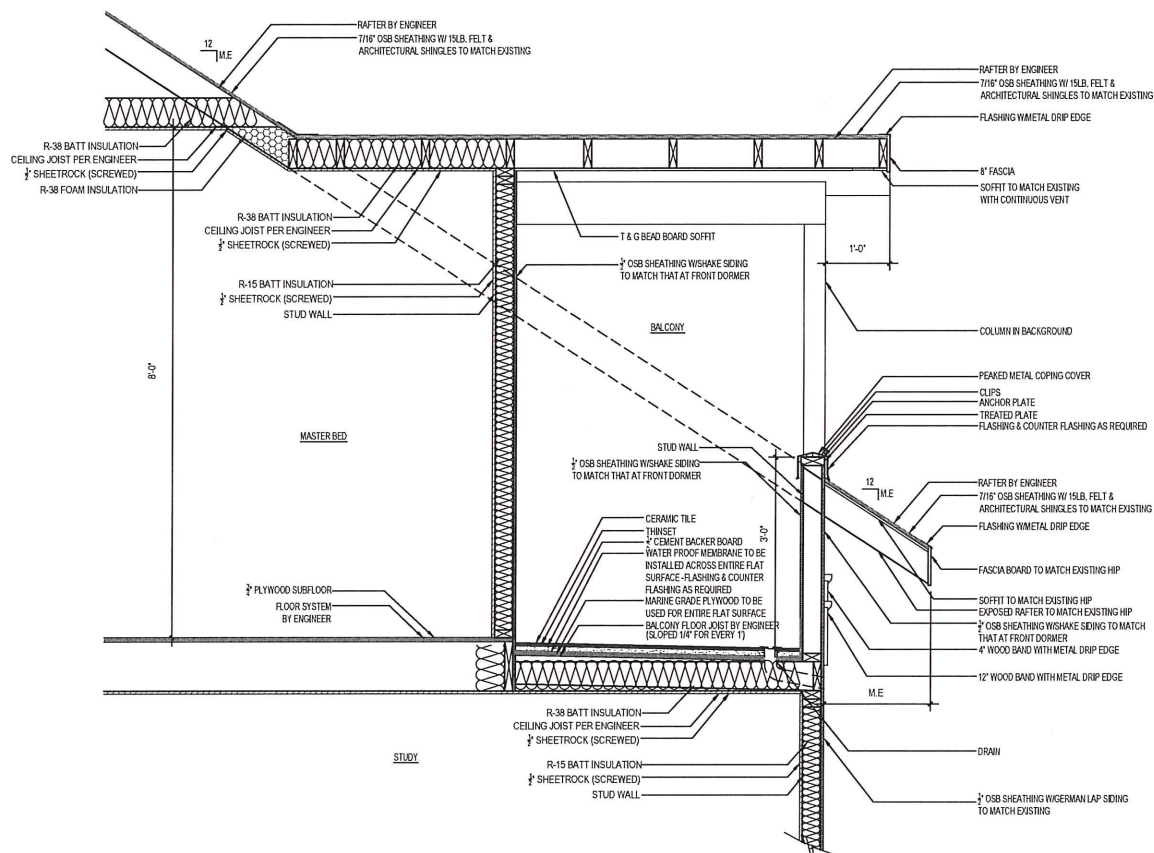 RAFTER BY ENGINEER
7/16" OSB SHEATHING W/ 15LB. FELT &
ARCHITECTURAL SHINGLES TO MATCH EXISTING
12
M.E
R-38 BATT INSULATION
CEILING JOIST PER ENGINEER
1/2" SHEETROCK (SCREWED)
R-38 FOAM INSULATION
RAFTER BY ENGINEER
7/16" OSB SHEATHING W/ 15LB. FELT &
ARCHITECTURAL SHINGLES TO MATCH EXISTING
FLASHING W/METAL DRIP EDGE
8" FASCIA
SOFFIT TO MATCH EXISTING
WITH CONTINUOUS VENT
R-38 BATT INSULATION
CEILING JOIST PER ENGINEER
1/2" SHEETROCK (SCREWED)
T & G BEAD BOARD SOFFIT
1'-0"
1/2" OSB SHEATHING W/SHAKE SIDING
TO MATCH THAT AT FRONT DORMER
R-15 BATT INSULATION
1/2" SHEETROCK (SCREWED)
STUD WALL
BALCONY
COLUMN IN BACKGROUND
8'-0"
MASTER BED
PEAKED METAL COPING COVER
CLIPS
ANCHOR PLATE
TREATED PLATE
FLASHING & COUNTER FLASHING AS REQUIRED
STUD WALL
1/2" OSB SHEATHING W/SHAKE SIDING
TO MATCH THAT AT FRONT DORMER
12
M.E
RAFTER BY ENGINEER
7/16" OSB SHEATHING W/ 15LB. FELT &
ARCHITECTURAL SHINGLES TO MATCH EXISTING
FLASHING W/METAL DRIP EDGE
FASCIA BOARD TO MATCH EXISTING HIP
SOFFIT TO MATCH EXISTING HIP
EXPOSED RAFTER TO MATCH EXISTING HIP
1/2" OSB SHEATHING W/SHAKE SIDING TO MATCH
THAT AT FRONT DORMER
4" WOOD BAND WITH METAL DRIP EDGE
12" WOOD BAND WITH METAL DRIP EDGE
3'-0"
CERAMIC TILE
THINSET
CEMENT BACKER BOARD
WATER PROOF MEMBRANE TO BE
INSTALLED ACROSS ENTIRE FLAT
SURFACE -FLASHING & COUNTER
FLASHING AS REQUIRED
MARINE GRADE PLYWOOD TO BE
USED FOR ENTIRE FLAT SURFACE
BALCONY FLOOR JOIST BY ENGINEER
(SLOPED 1/4" FOR EVERY 1')
3/4" PLYWOOD SUBFLOOR
FLOOR SYSTEM
BY ENGINEER
M.E
R-38 BATT INSULATION
CEILING JOIST PER ENGINEER
1/2" SHEETROCK (SCREWED)
STUDY
R-15 BATT INSULATION
1/2" SHEETROCK (SCREWED)
STUD WALL
DRAIN
1/2" OSB SHEATHING W/GERMAN LAP SIDING
TO MATCH EXISTING